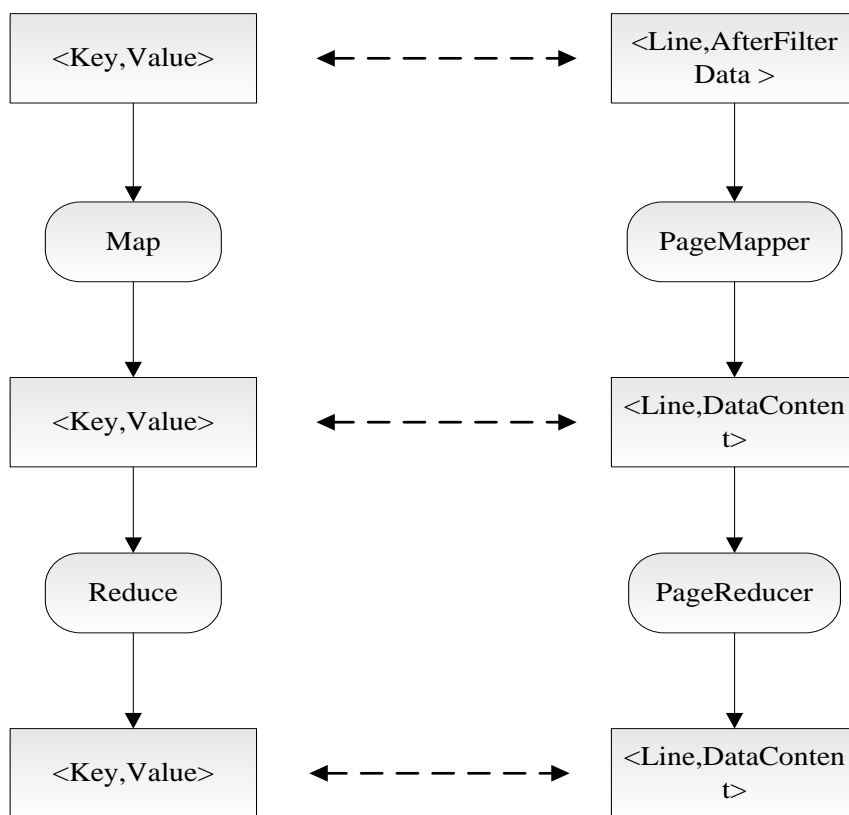 <Key,Value>
<Line,AfterFilter
Data >
Map
PageMapper
<Key,Value>
<Line,DataConten
t>
Reduce
PageReducer
<Key,Value>
<Line,DataConten
t>